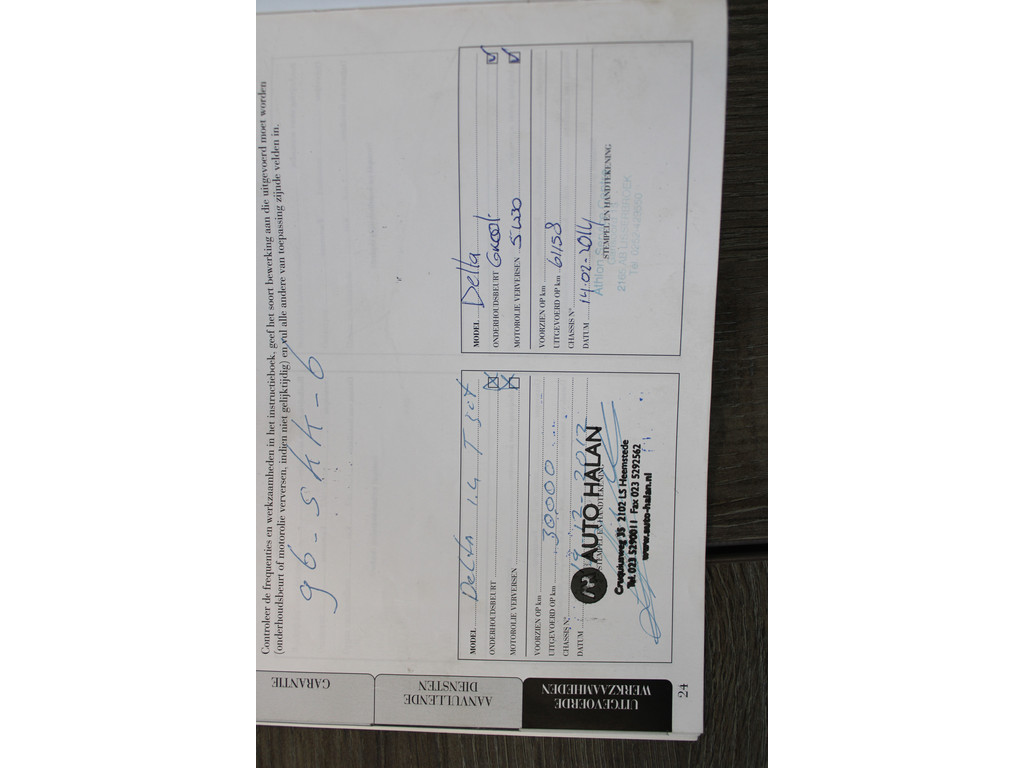 Controleer de frequenties en werkzaamheden in het instructieboek, geef het soort bewerking aan die uitgevoerd moet worden
(onderhoudsbeurt of motorolie verversen, indien niet gelijktijdig) en vul alle andere van toepassing zijnde velden in.
96-SKK-6
MODEL Delta 1.4 T jet
ONDERHOUDSBEURT
MOTOROLIE VERVERSEN
VOORZIEN OP km
UITGEVOERD OP km 30000
CHASSIS N°
DATUM 2012
STEMPEL EN HANDTEKENING
AUTO HALAN
Cruquiusweg 35 2102 LS Heemstede
Tel. 023 5290011 Fax 023 5292562
www.auto-halan.nl
MODEL Delta
ONDERHOUDSBEURT Groot
MOTOROLIE VERVERSEN 5W30
VOORZIEN OP km
UITGEVOERD OP km 61158
CHASSIS N°
DATUM 14-02-2014
STEMPEL EN HANDTEKENING
Athlon
GARANTIE
AANVULLENDE
DIENSTEN
UITGEVOERDE
WERKZAAMHEDEN
24